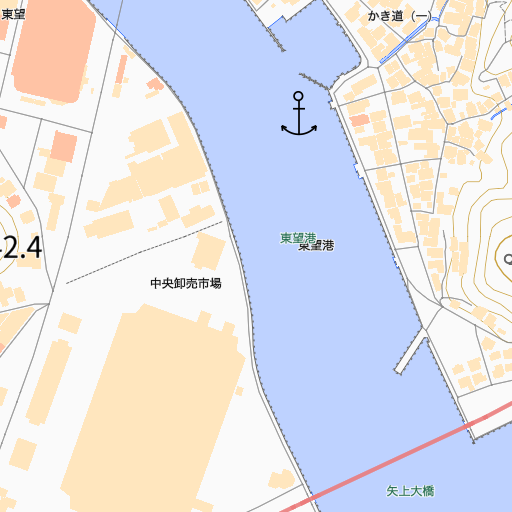 東望
かき道（一）
2.4
東望港
東望港
中央卸売市場
矢上大橋